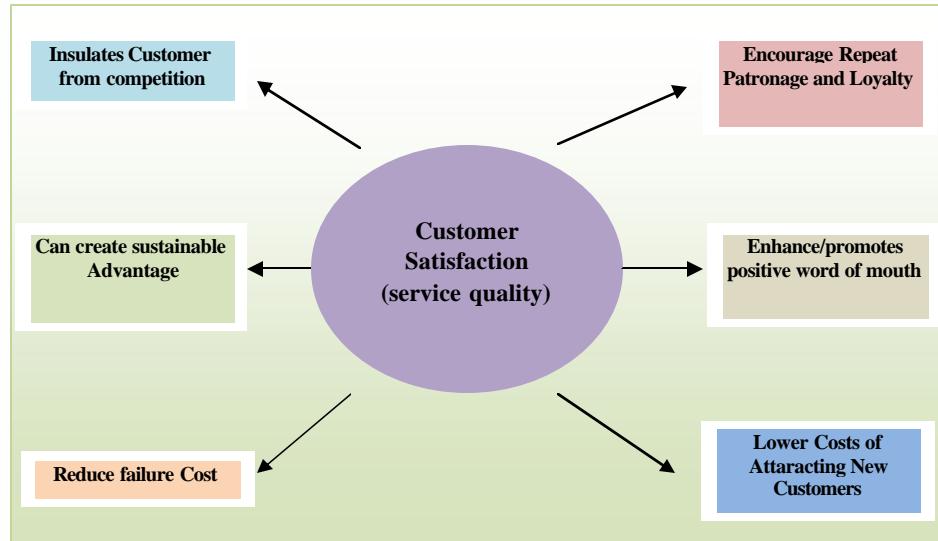 Insulates Customer
from competition
Encourage Repeat
Patronage and Loyalty
Can create sustainable
Advantage
Customer
Satisfaction
(service quality)
Enhance/promotes
positive word of mouth
Reduce failure Cost
Lower Costs of
Attaracting New
Customers